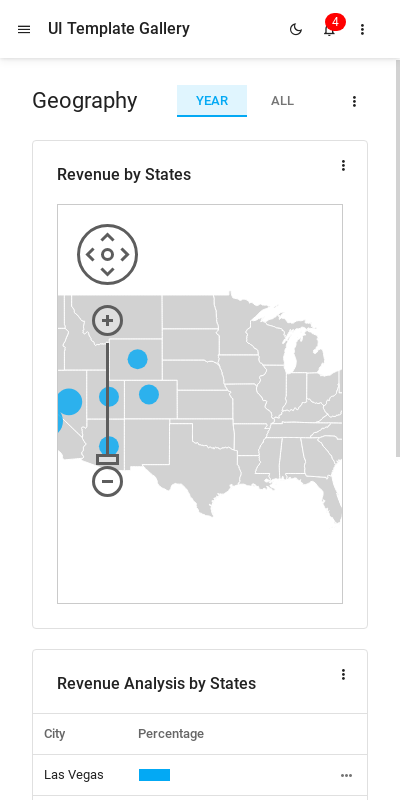 UI Template Gallery
4
Geography
YEAR
ALL
Revenue by States
Revenue Analysis by States
City
Percentage
Las Vegas